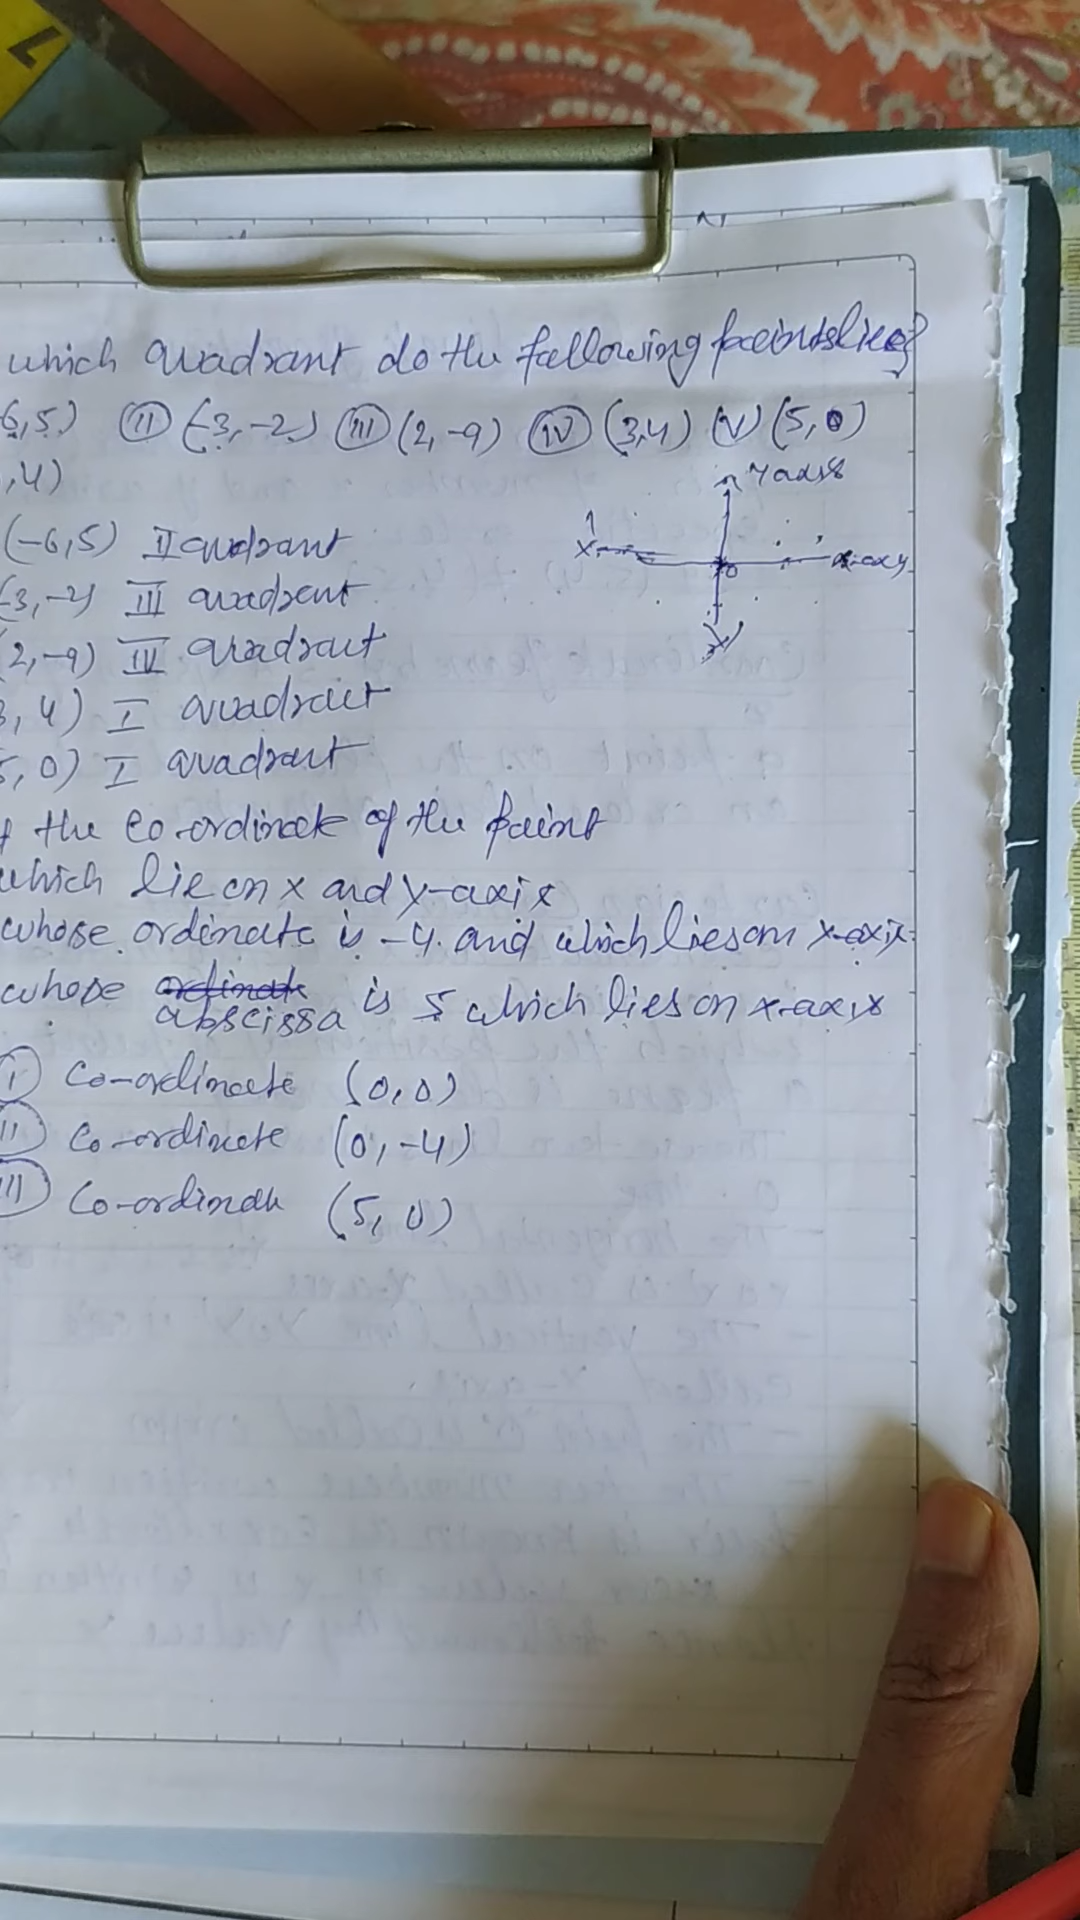 which quadrant do the following points lies?
6,5) (II) (-3,-2) (III) (2,-9) (IV) (3,4) (V) (5,0)
,4)
Y axis
(-6,5) II quadrant
X
0
(-3,-2) III quadrant
(2,-9) IV quadrant
3, 4) I quadrant
5, 0) I quadrant
the Co-ordinate of the point
which lie on x and y-axis
whose ordinate is -4 and which lies on x-axis
whose ordinate is 5 which lies on x-axis
abscissa
(I) Co-ordinate (0,0)
(II) Co-ordinate (0,-4)
(III) Co-ordinate (5,0)